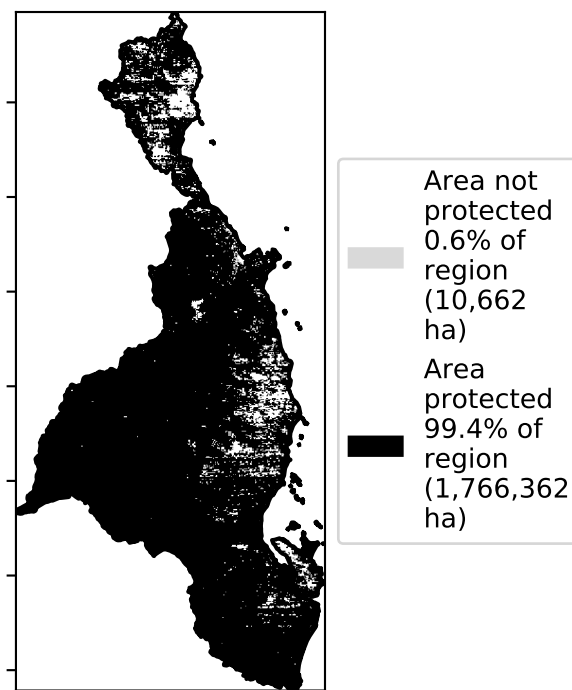 Area not
protected
0.6% of
region
(10,662
ha)
Area
protected
99.4% of
region
(1,766,362
ha)